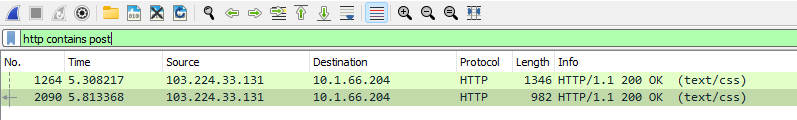 http contains post
No. Time Source Destination Protocol Length Info
1264 5.308217 103.224.33.131 10.1.66.204 HTTP 1346 HTTP/1.1 200 OK (text/css)
2090 5.813368 103.224.33.131 10.1.66.204 HTTP 982 HTTP/1.1 200 OK (text/css)